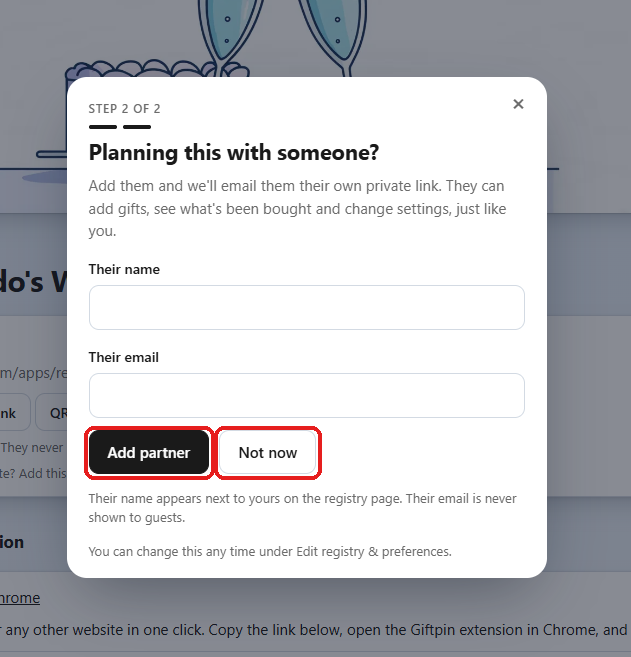 STEP 2 OF 2
Planning this with someone?
Add them and we'll email them their own private link. They can
add gifts, see what's been bought and change settings, just like
you.
Their name
do's W
Their email
m/apps/re
nk QR
Add partner Not now
They never
te? Add this
Their name appears next to yours on the registry page. Their email is never
shown to guests.
ion
You can change this any time under Edit registry & preferences.
hrome
r any other website in one click. Copy the link below, open the Giftpin extension in Chrome, and